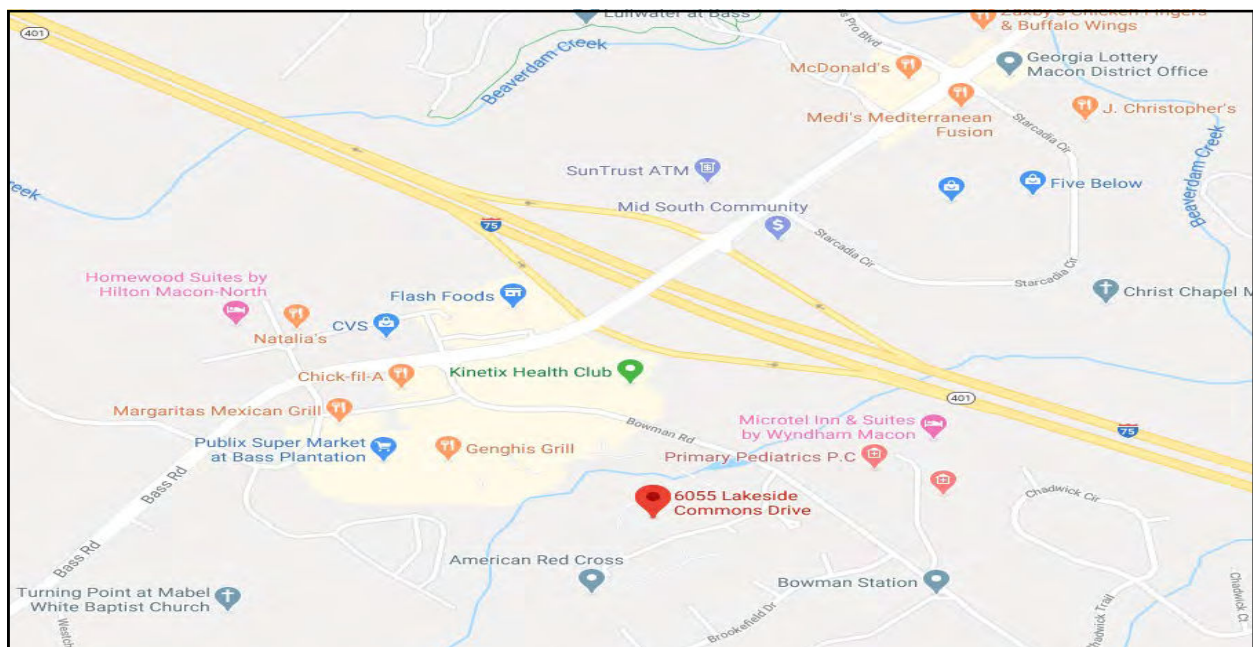 Lullwater at Bass
Zaxby's Chicken Fingers
& Buffalo Wings
401
Beaverdam Creek
s Pro Blvd
McDonald's
Georgia Lottery
Macon District Office
Medi's Mediterranean
Fusion
J. Christopher's
Starcadia Cir
Beaverdam Creek
SunTrust ATM
Five Below
Creek
Mid South Community
75
Starcadia Cir
Starcadia Cir
Homewood Suites by
Hilton Macon-North
Flash Foods
Christ Chapel M
Natalia's
CVS
Kinetix Health Club
Chick-fil-A
401
Margaritas Mexican Grill
Bowman Rd
Microtel Inn & Suites
by Wyndham Macon
75
Publix Super Market
at Bass Plantation
Genghis Grill
Primary Pediatrics P.C
Bass Rd
6055 Lakeside
Commons Drive
Chadwick Cir
Bass Rd
American Red Cross
Bowman Station
Turning Point at Mabel
White Baptist Church
Brookefield Dr
Chadwick Trail
Chadwick Ct
Westch